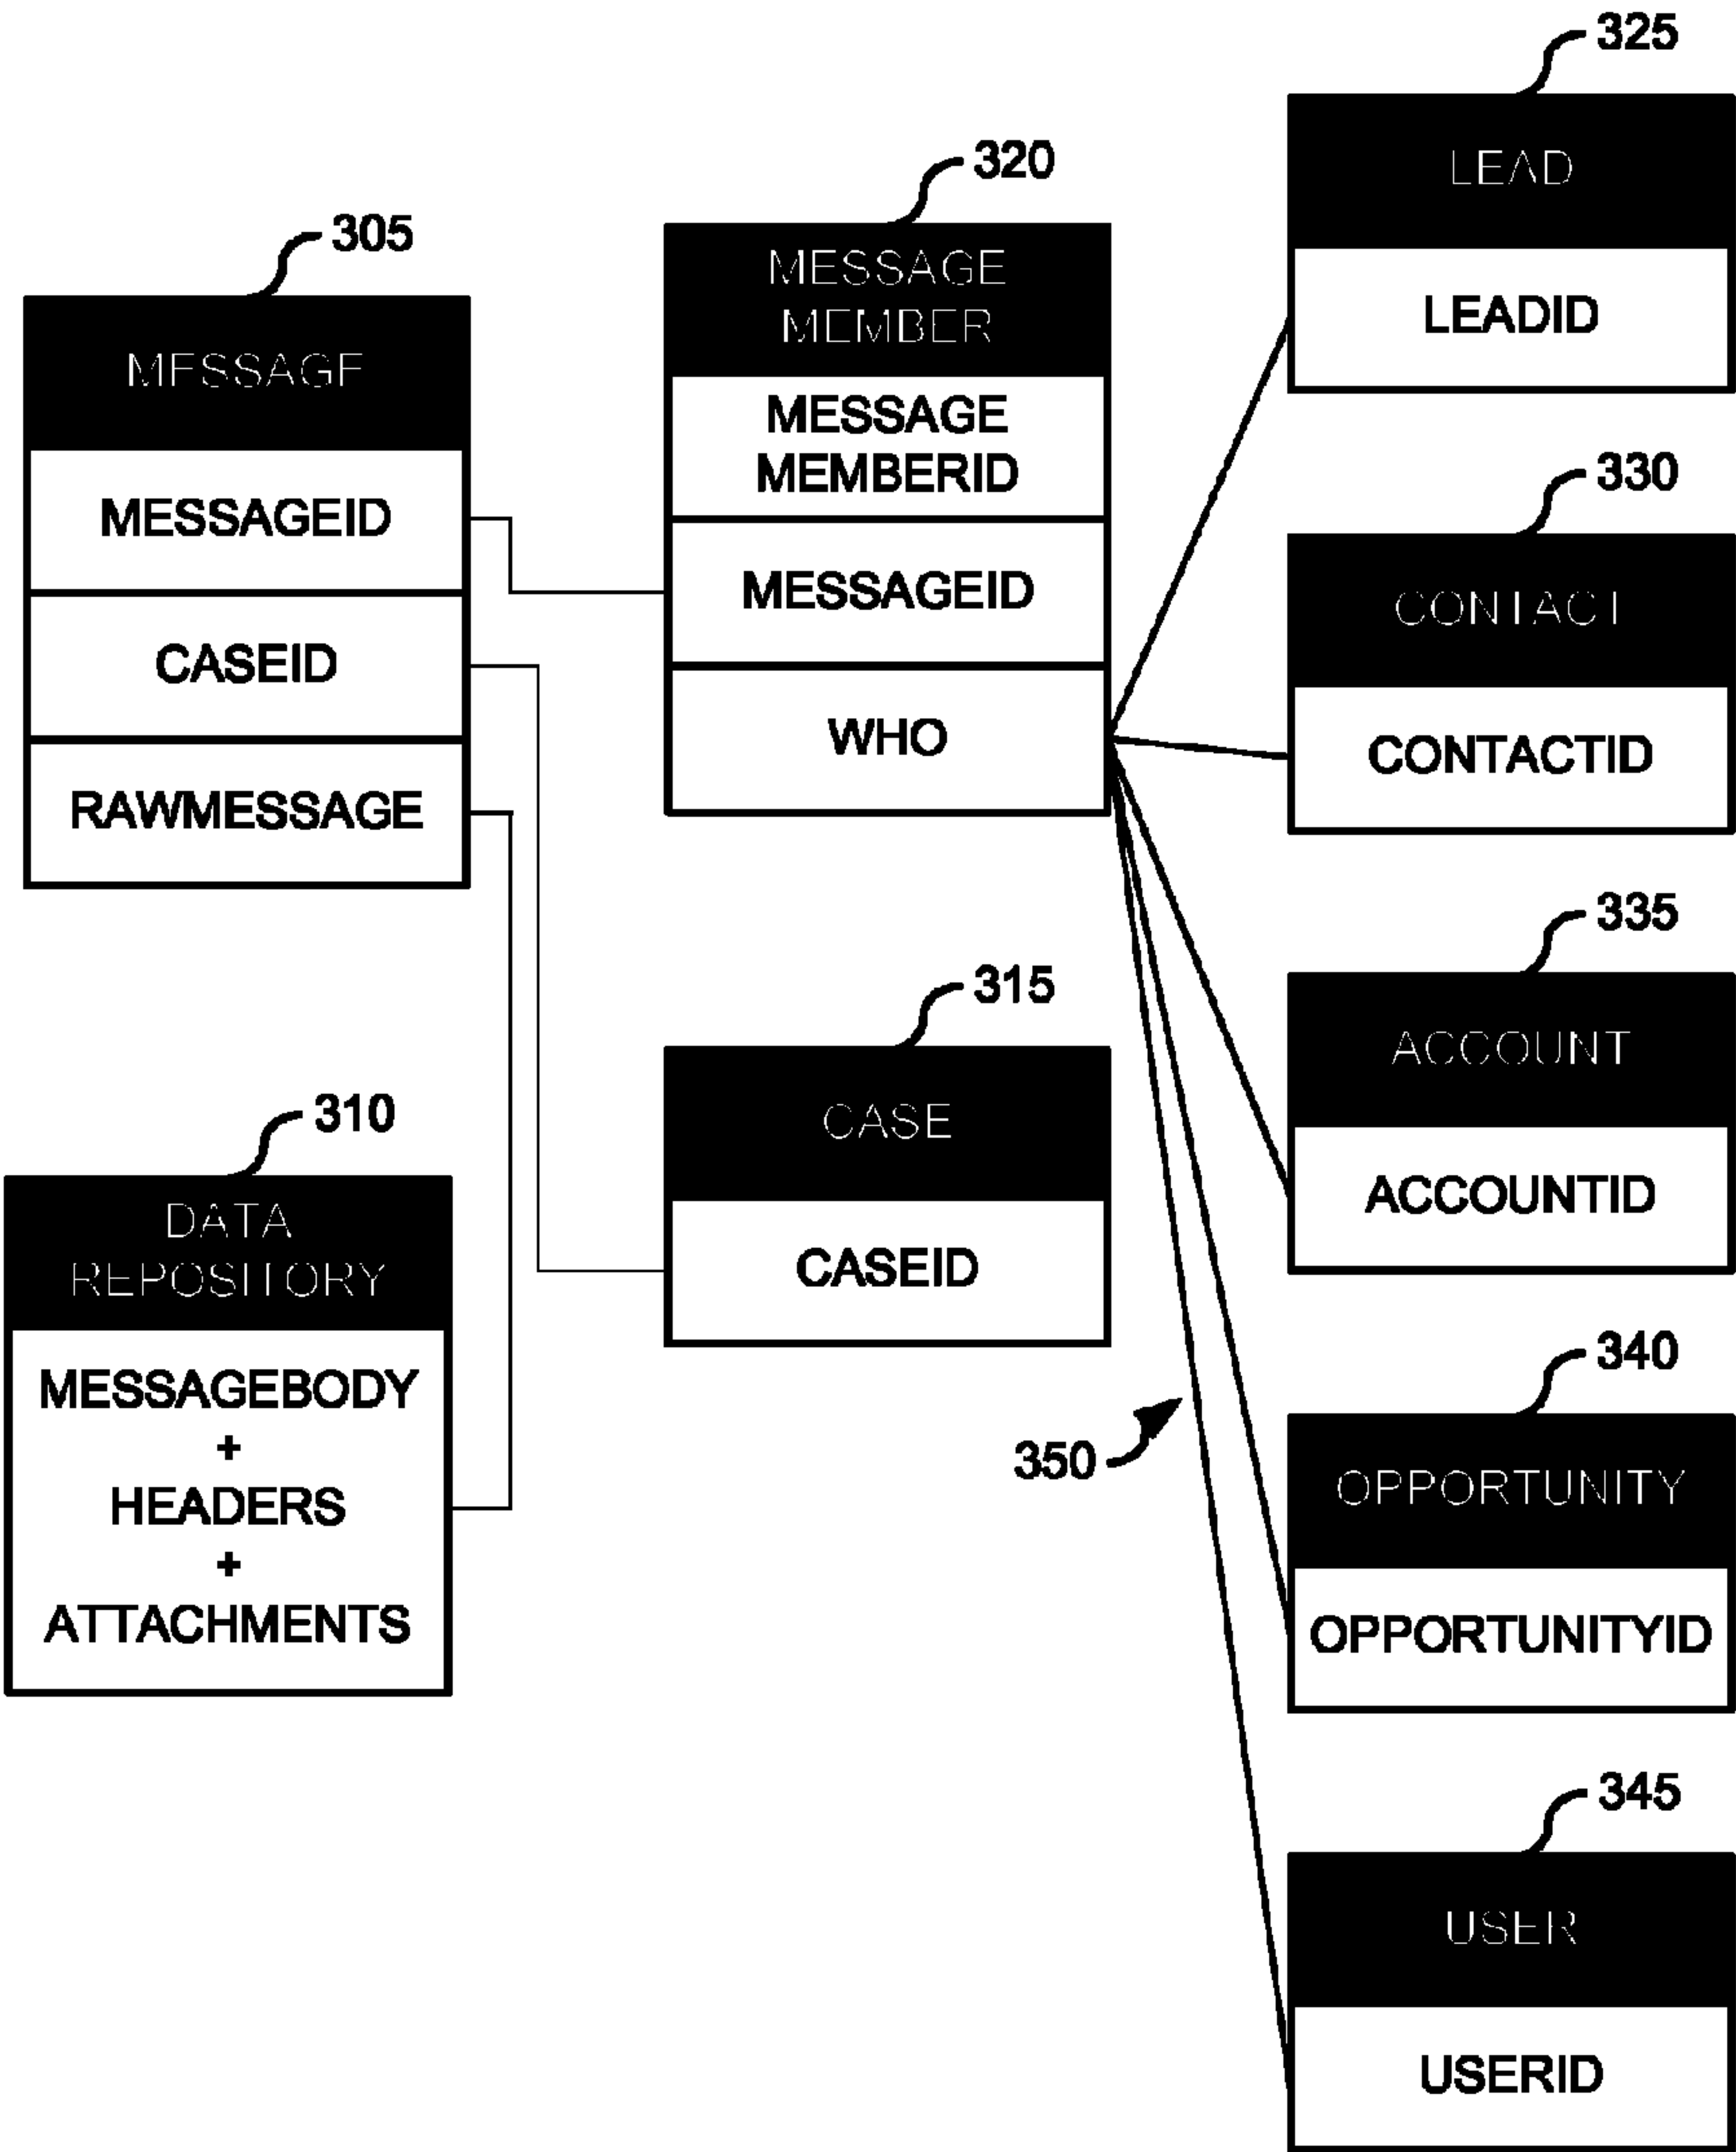 305
MESSAGE
MESSAGEID
CASEID
RAWMESSAGE
310
DATA
REPOSITORY
MESSAGEBODY
+
HEADERS
+
ATTACHMENTS
320
MESSAGE
MEMBER
MESSAGE
MEMBERID
MESSAGEID
WHO
315
CASE
CASEID
350
325
LEAD
LEADID
330
CONTACT
CONTACTID
335
ACCOUNT
ACCOUNTID
340
OPPORTUNITY
OPPORTUNITYID
345
USER
USERID